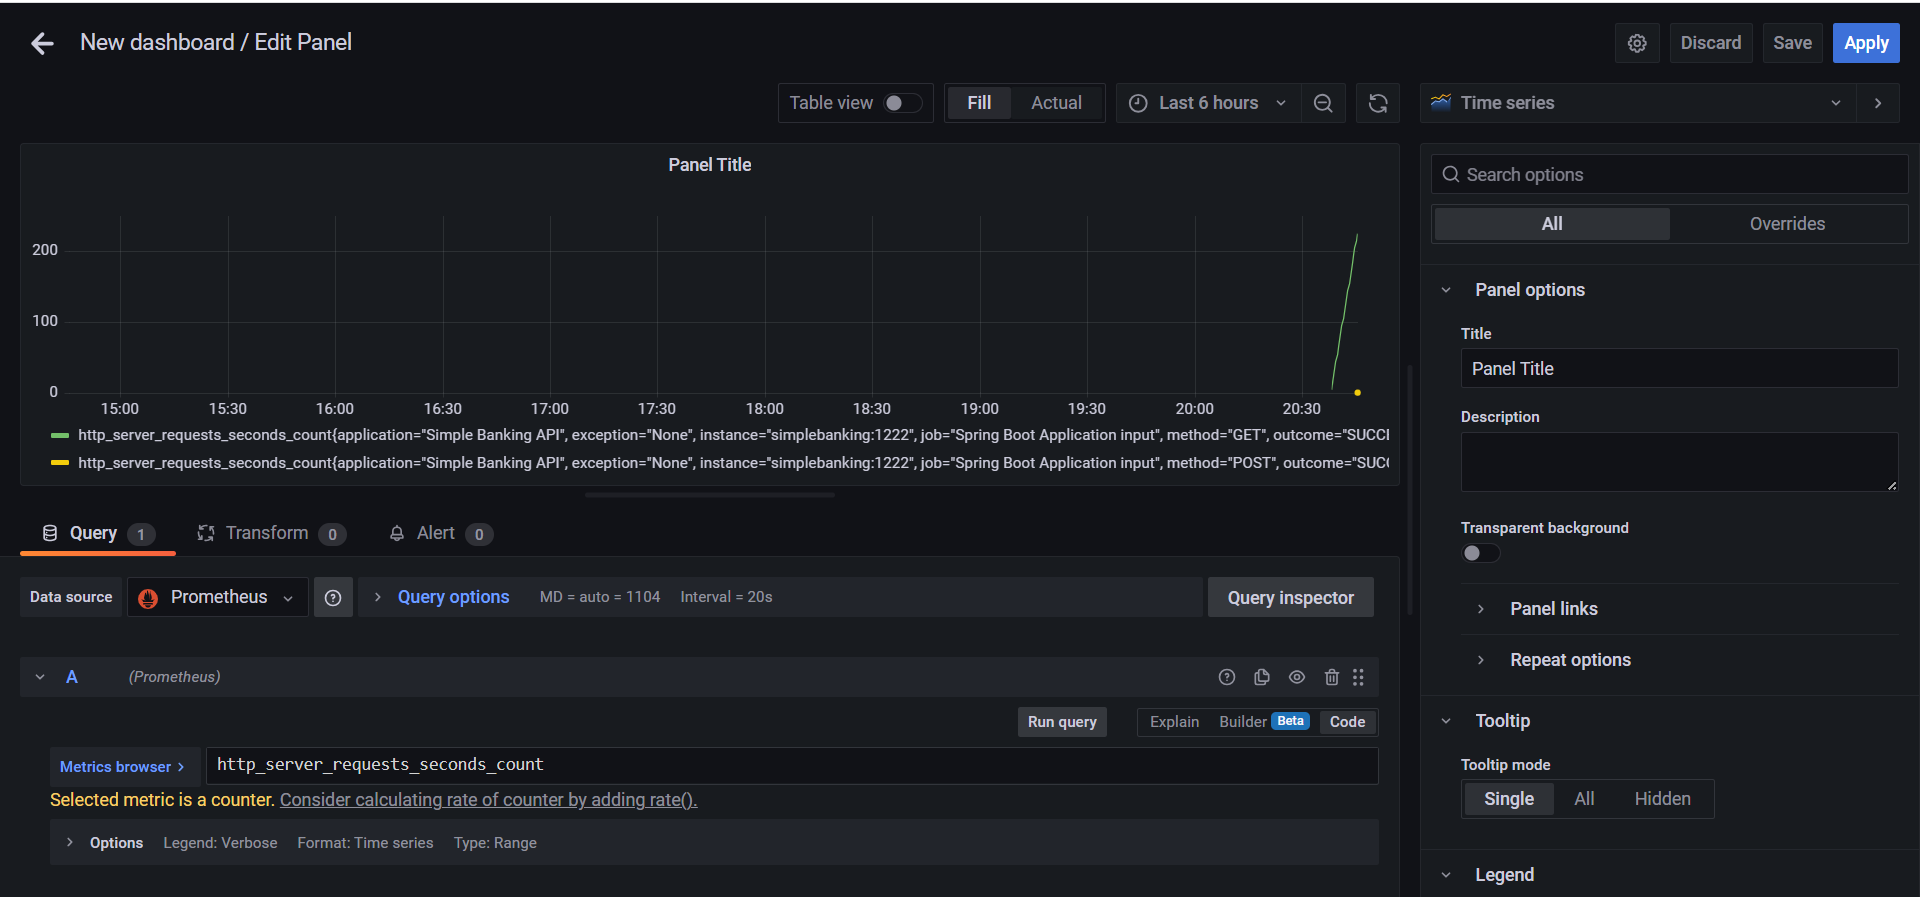 New dashboard / Edit Panel
Discard
Save
Apply
Table view
Fill
Actual
Last 6 hours
Time series
Panel Title
200
100
0
15:00 15:30 16:00 16:30 17:00 17:30 18:00 18:30 19:00 19:30 20:00 20:30
http_server_requests_seconds_count{application="Simple Banking API", exception="None", instance="simplebanking:1222", job="Spring Boot Application input", method="GET", outcome="SUCCE
http_server_requests_seconds_count{application="Simple Banking API", exception="None", instance="simplebanking:1222", job="Spring Boot Application input", method="POST", outcome="SUC
Query 1
Transform 0
Alert 0
Data source
Prometheus
Query options
MD = auto = 1104
Interval = 20s
Query inspector
A
(Prometheus)
Run query
Explain
Builder Beta
Code
Metrics browser >
http_server_requests_seconds_count
Selected metric is a counter. Consider calculating rate of counter by adding rate().
Options
Legend: Verbose
Format: Time series
Type: Range
Search options
All
Overrides
Panel options
Title
Panel Title
Description
Transparent background
Panel links
Repeat options
Tooltip
Tooltip mode
Single
All
Hidden
Legend